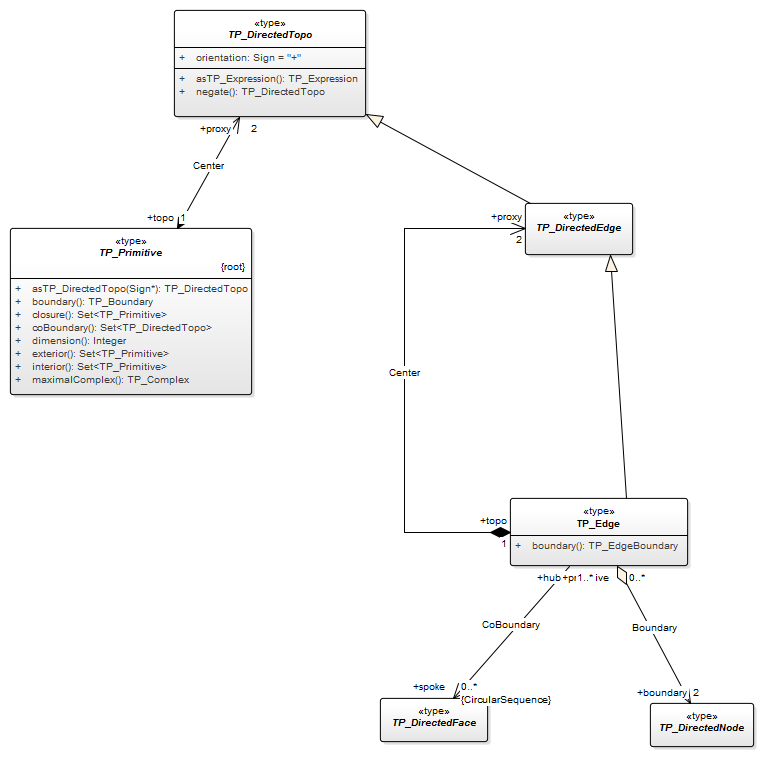 «type»
TP_DirectedTopo
+ orientation: Sign = "+"
+ asTP_Expression(): TP_Expression
+ negate(): TP_DirectedTopo
+proxy 2
Center
+topo 1
«type»
TP_Primitive
{root}
+ asTP_DirectedTopo(Sign*): TP_DirectedTopo
+ boundary(): TP_Boundary
+ closure(): Set<TP_Primitive>
+ coBoundary(): Set<TP_DirectedTopo>
+ dimension(): Integer
+ exterior(): Set<TP_Primitive>
+ interior(): Set<TP_Primitive>
+ maximalComplex(): TP_Complex
+proxy
2
«type»
TP_DirectedEdge
Center
+topo
1
«type»
TP_Edge
+ boundary(): TP_EdgeBoundary
+hub 1..* ive 0..*
CoBoundary
Boundary
+spoke 0..*
{CircularSequence}
+boundary 2
«type»
TP_DirectedFace
«type»
TP_DirectedNode